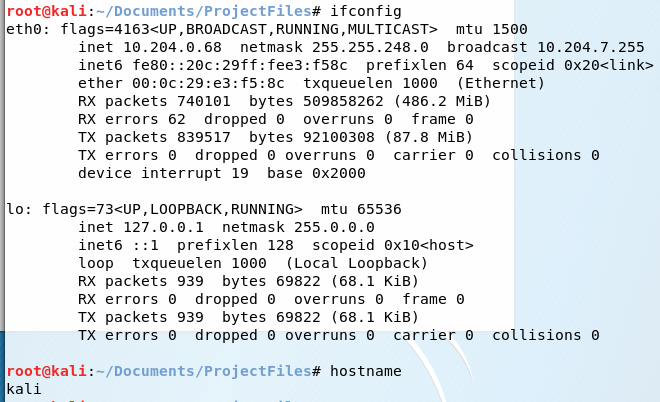 root@kali:~/Documents/ProjectFiles# ifconfig
eth0: flags=4163<UP,BROADCAST,RUNNING,MULTICAST>  mtu 1500
        inet 10.204.0.68  netmask 255.255.248.0  broadcast 10.204.7.255
        inet6 fe80::20c:29ff:fee3:f58c  prefixlen 64  scopeid 0x20<link>
        ether 00:0c:29:e3:f5:8c  txqueuelen 1000  (Ethernet)
        RX packets 740101  bytes 509858262 (486.2 MiB)
        RX errors 62  dropped 0  overruns 0  frame 0
        TX packets 839517  bytes 92100308 (87.8 MiB)
        TX errors 0  dropped 0 overruns 0  carrier 0  collisions 0
        device interrupt 19  base 0x2000
lo: flags=73<UP,LOOPBACK,RUNNING>  mtu 65536
        inet 127.0.0.1  netmask 255.0.0.0
        inet6 ::1  prefixlen 128  scopeid 0x10<host>
        loop  txqueuelen 1000  (Local Loopback)
        RX packets 939  bytes 69822 (68.1 KiB)
        RX errors 0  dropped 0  overruns 0  frame 0
        TX packets 939  bytes 69822 (68.1 KiB)
        TX errors 0  dropped 0 overruns 0  carrier 0  collisions 0
root@kali:~/Documents/ProjectFiles# hostname
kali